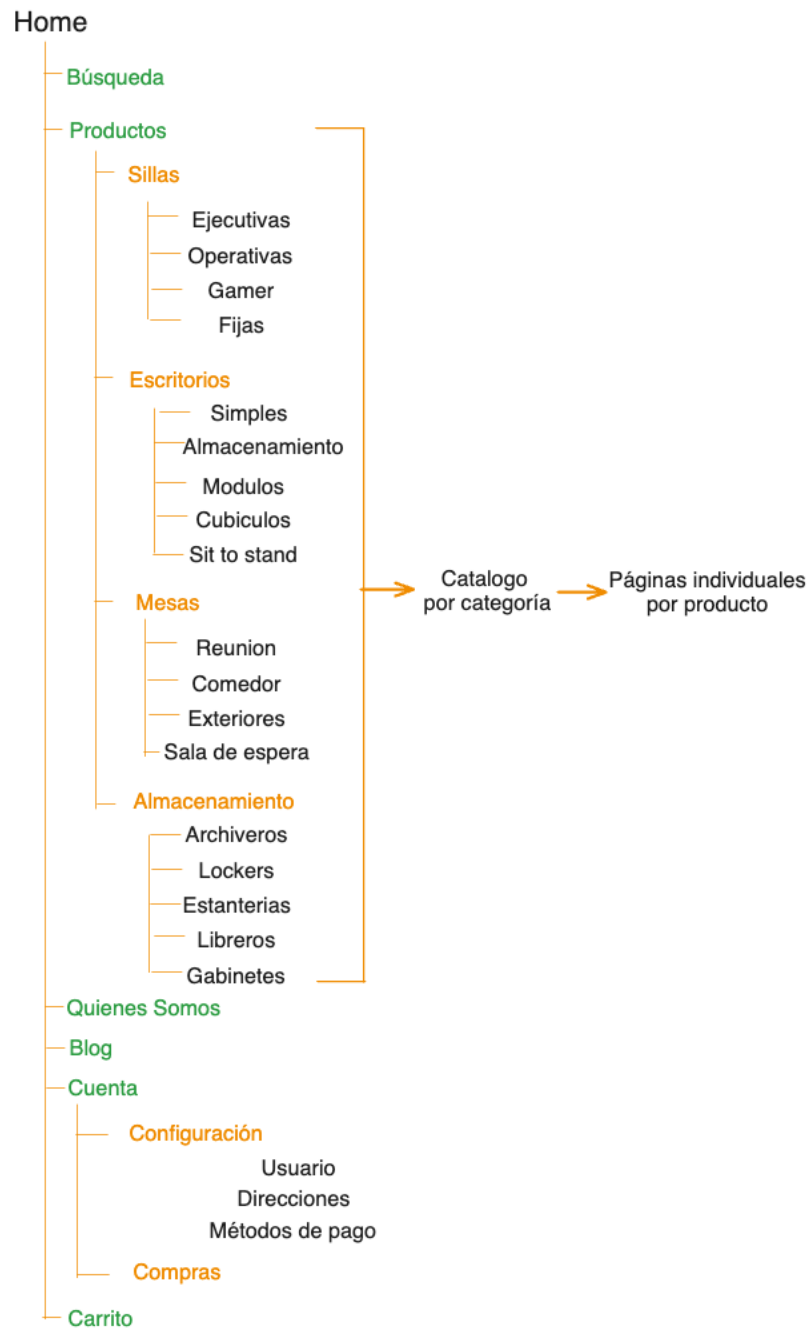 Home
Búsqueda
Productos
Sillas
Ejecutivas
Operativas
Gamer
Fijas
Escritorios
Simples
Almacenamiento
Modulos
Cubiculos
Sit to stand
Catalogo
por categoría
Páginas individuales
por producto
Mesas
Reunion
Comedor
Exteriores
Sala de espera
Almacenamiento
Archiveros
Lockers
Estanterias
Libreros
Gabinetes
Quienes Somos
Blog
Cuenta
Configuración
Usuario
Direcciones
Métodos de pago
Compras
Carrito